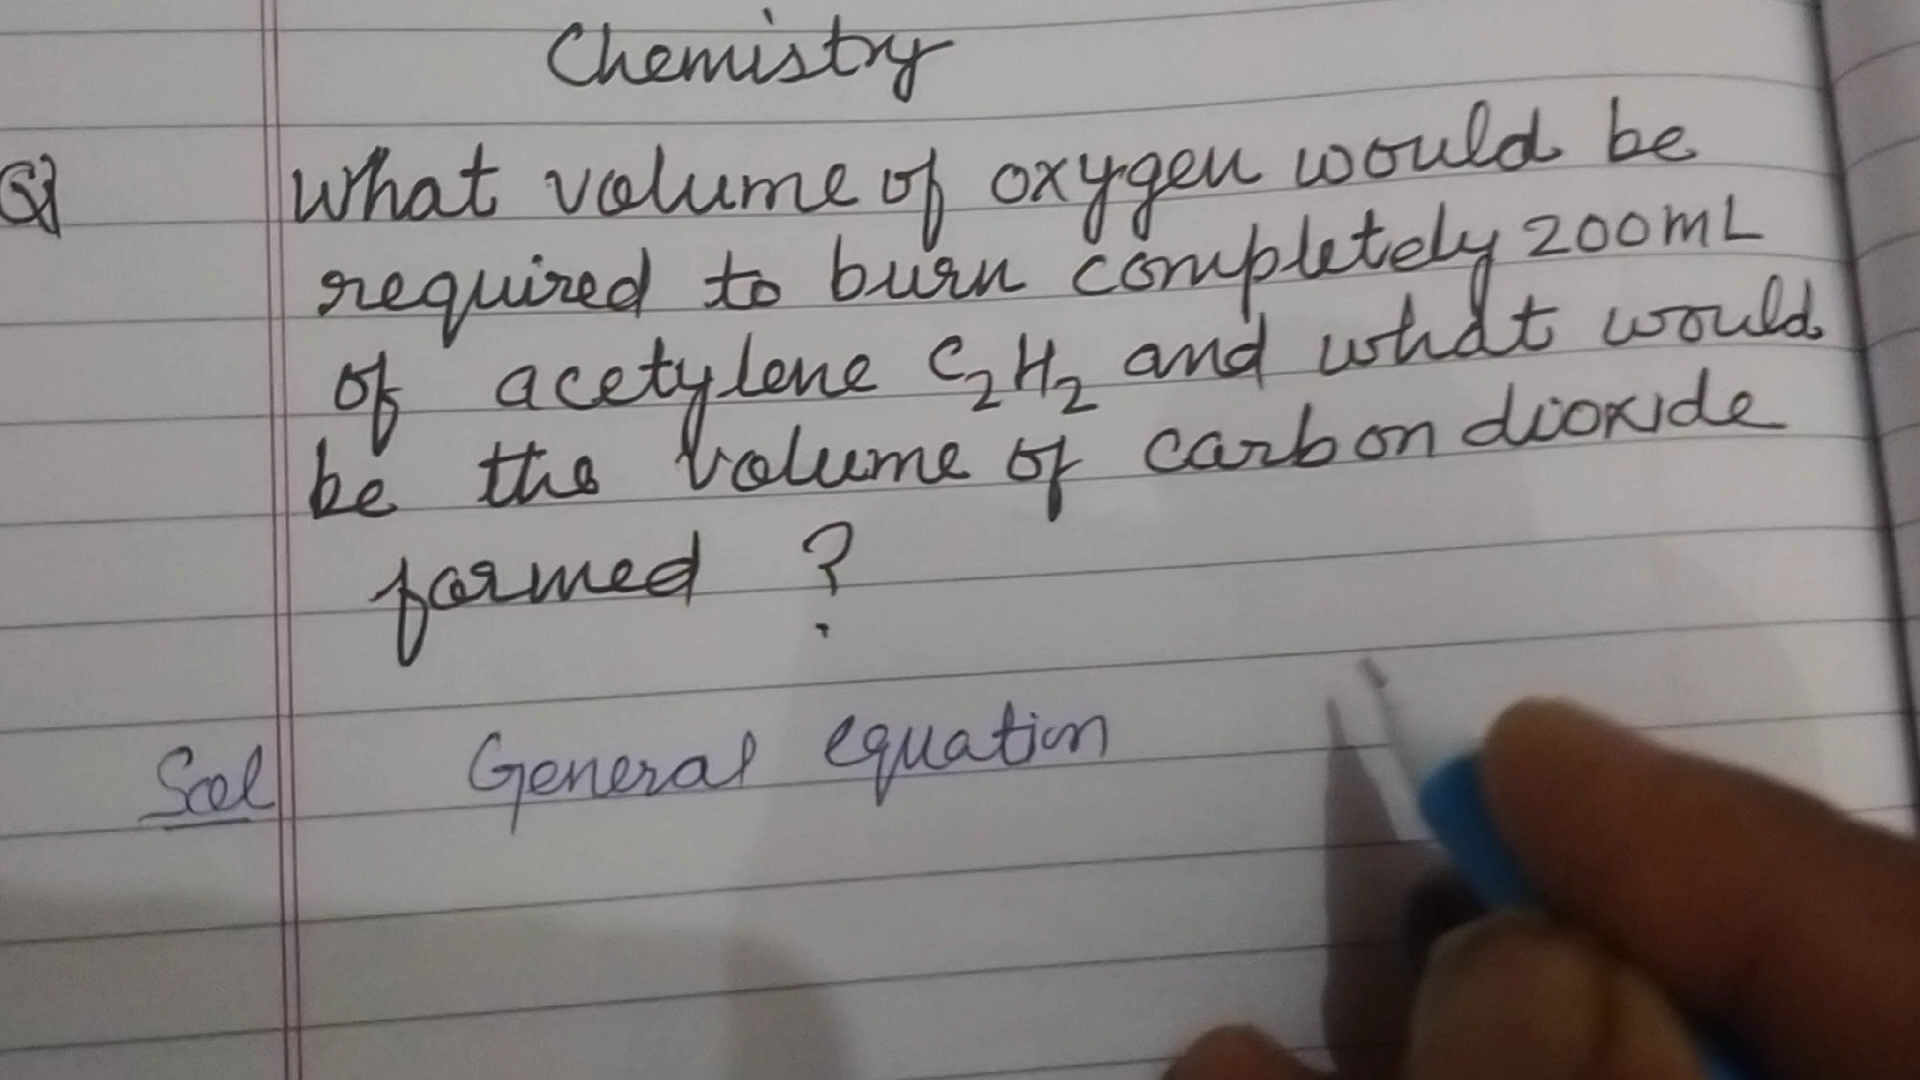 Chemistry
Q) What volume of oxygen would be
required to burn completely 200mL
of acetylene C₂H₂ and what would
be the volume of carbon dioxide
formed ?
Sol General equation